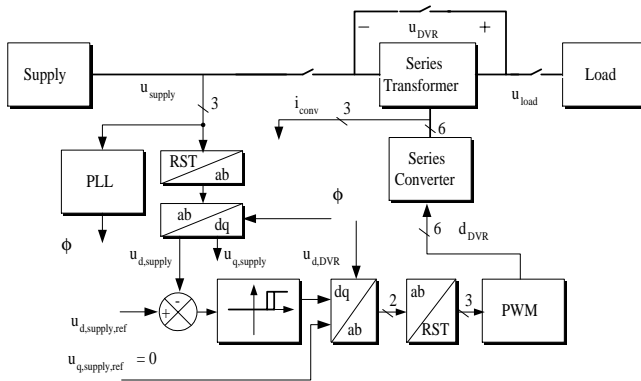 − u_DVR +
Supply
Series
Transformer
Load
u_supply
3
i_conv
3
6
u_load
PLL
RST
ab
Series
Converter
ϕ
ab
dq
ϕ
6
d_DVR
u_d,supply
u_q,supply
u_d,DVR
-
+
dq
ab
2
ab
RST
3
PWM
u_d,supply,ref
u_q,supply,ref = 0